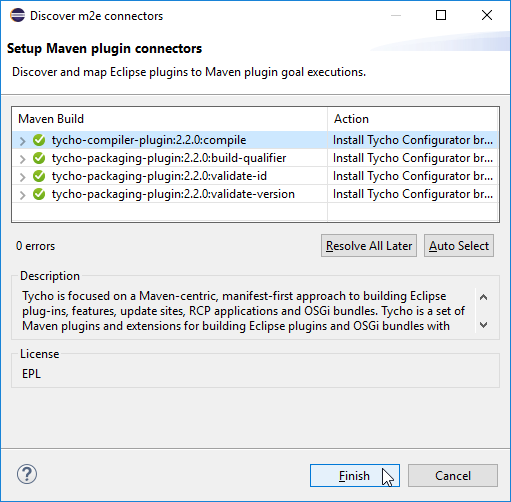 Discover m2e connectors
Setup Maven plugin connectors
Discover and map Eclipse plugins to Maven plugin goal executions.
Maven Build Action
tycho-compiler-plugin:2.2.0:compile Install Tycho Configurator br...
tycho-packaging-plugin:2.2.0:build-qualifier Install Tycho Configurator br...
tycho-packaging-plugin:2.2.0:validate-id Install Tycho Configurator br...
tycho-packaging-plugin:2.2.0:validate-version Install Tycho Configurator br...
0 errors Resolve All Later Auto Select
Description
Tycho is focused on a Maven-centric, manifest-first approach to building Eclipse
plug-ins, features, update sites, RCP applications and OSGi bundles. Tycho is a set of
Maven plugins and extensions for building Eclipse plugins and OSGi bundles with
License
EPL
? Finish Cancel